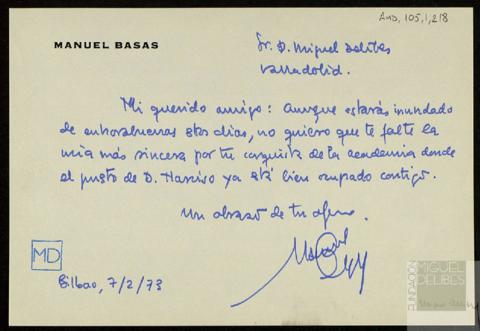 AMD, 105, 1, 218
MANUEL BASAS
Sr. D. Miguel Delibes
Valladolid.
Mi querido amigo: Aunque estarás inundado
de enhorabuenas estos días, no quiero que te falte la
mía más sincera por tu conquista de la academia donde
el puesto de D. Narciso ya está bien ocupado contigo.
Un abrazo de tu afmo.
Manuel
MD
Bilbao, 7/2/73
FUNDACIÓN
MIGUEL
DELIBES